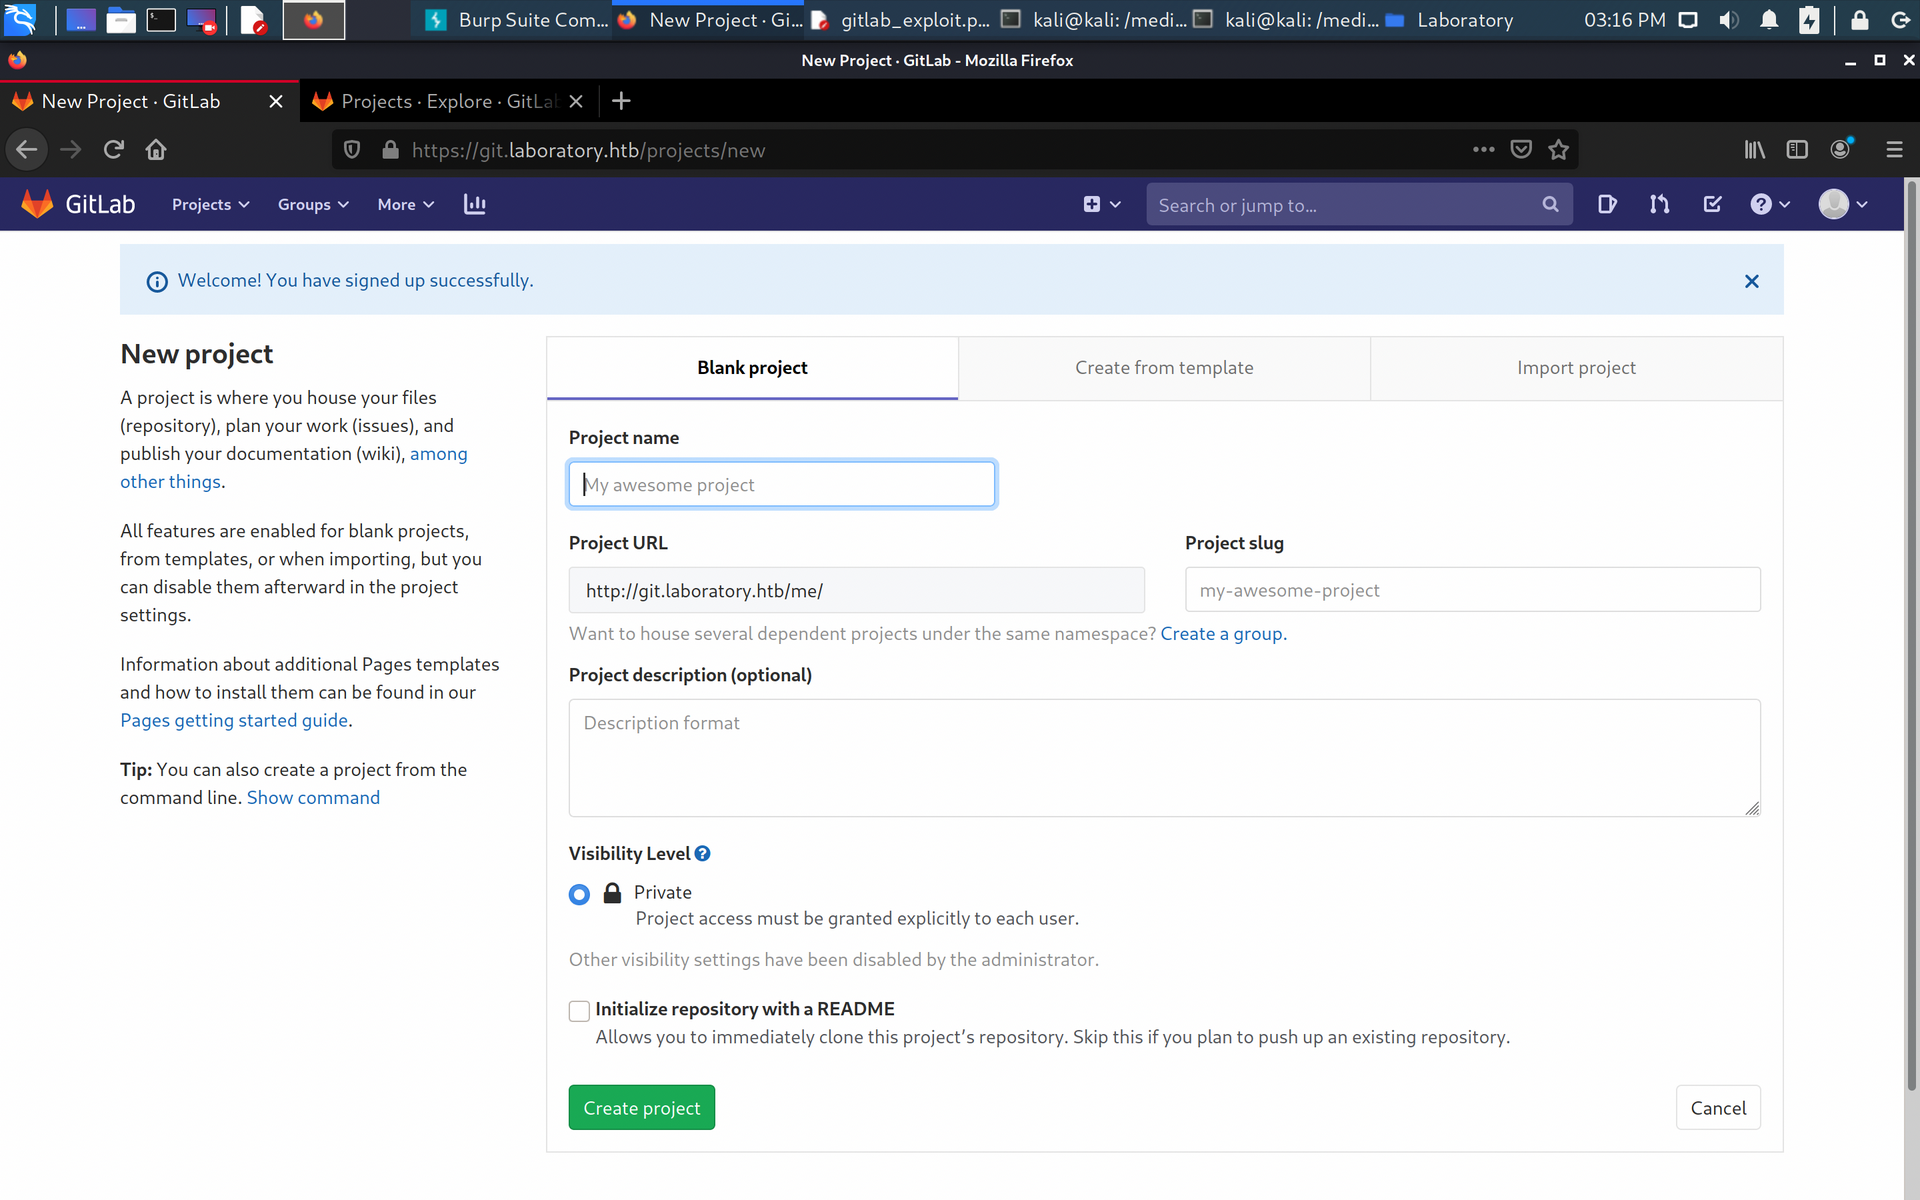 Burp Suite Com...
New Project · Gi...
gitlab_exploit.p...
kali@kali: /medi...
kali@kali: /medi...
Laboratory
03:16 PM
New Project · GitLab - Mozilla Firefox
New Project · GitLab
Projects · Explore · GitLa
https://git.laboratory.htb/projects/new
GitLab
Projects
Groups
More
Search or jump to…
Welcome! You have signed up successfully.
New project
A project is where you house your files
(repository), plan your work (issues), and
publish your documentation (wiki), among
other things.
All features are enabled for blank projects,
from templates, or when importing, but you
can disable them afterward in the project
settings.
Information about additional Pages templates
and how to install them can be found in our
Pages getting started guide.
Tip: You can also create a project from the
command line. Show command
Blank project
Create from template
Import project
Project name
My awesome project
Project URL
Project slug
http://git.laboratory.htb/me/
my-awesome-project
Want to house several dependent projects under the same namespace? Create a group.
Project description (optional)
Description format
Visibility Level
Private
Project access must be granted explicitly to each user.
Other visibility settings have been disabled by the administrator.
Initialize repository with a README
Allows you to immediately clone this project’s repository. Skip this if you plan to push up an existing repository.
Create project
Cancel